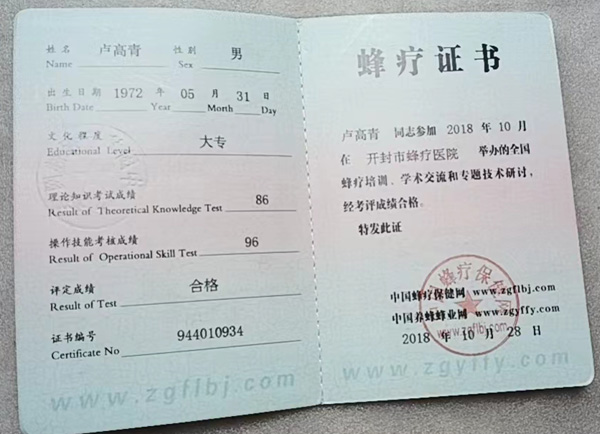 姓名 卢高青 性别 男
Name Sex
出生日期 1972 年 05 月 31 日
Birth Date Year Month Day
文化程度 大专
Educational Level
理论知识考试成绩 86
Result of Theoretical Knowledge Test
操作技能考核成绩 96
Result of Operational Skill Test
评定成绩 合格
Result of Test
证书编号 944010934
Certificate No
www.zgflbj.com
蜂疗证书
卢高青 同志参加 2018 年 10 月
在 开封市蜂疗医院 举办的全国
蜂疗培训、学术交流和专题技术研讨,
经考评成绩合格。
特发此证
中国蜂疗保健网 www.zgflbj.com
中国养蜂蜂业网 www.zgyffy.com
www.zgflbj.com
2018 年 10 月 28 日
www.zgyffy.com